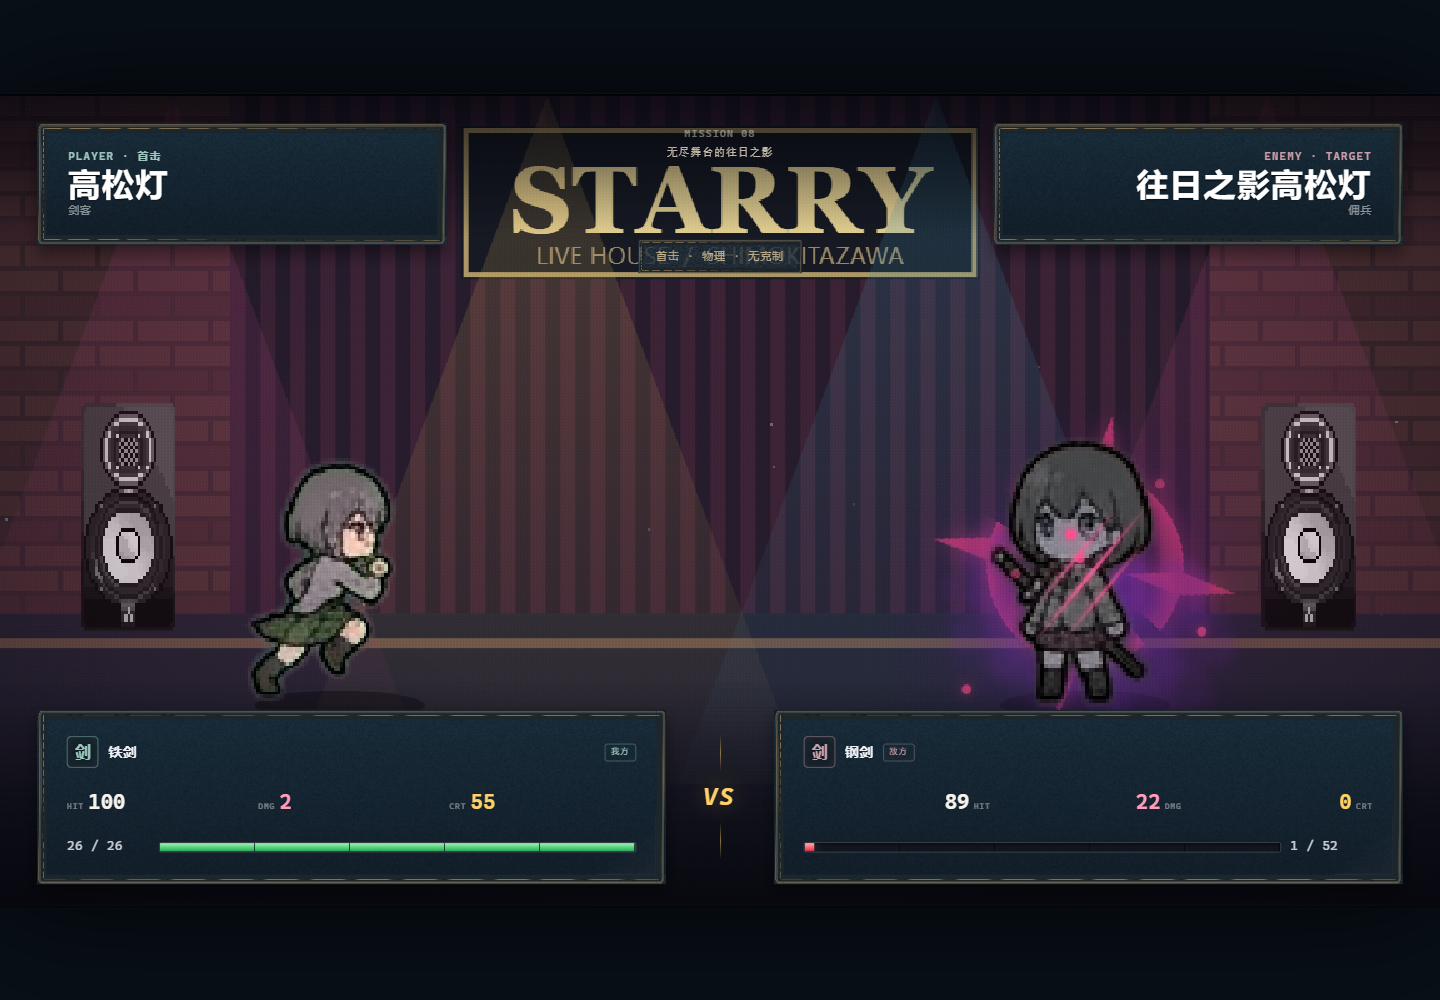 PLAYER · 首击
高松灯
剑客
MISSION 08
无尽舞台的往日之影
STARRY
LIVE HOUSE / SHIMOKITAZAWA
首击 · 物理 · 无克制
ENEMY · TARGET
往日之影高松灯
佣兵
剑 铁剑 我方
HIT 100 DMG 2 CRT 55
26 / 26
VS
剑 钢剑 敌方
89 HIT 22 DMG 0 CRT
1 / 52